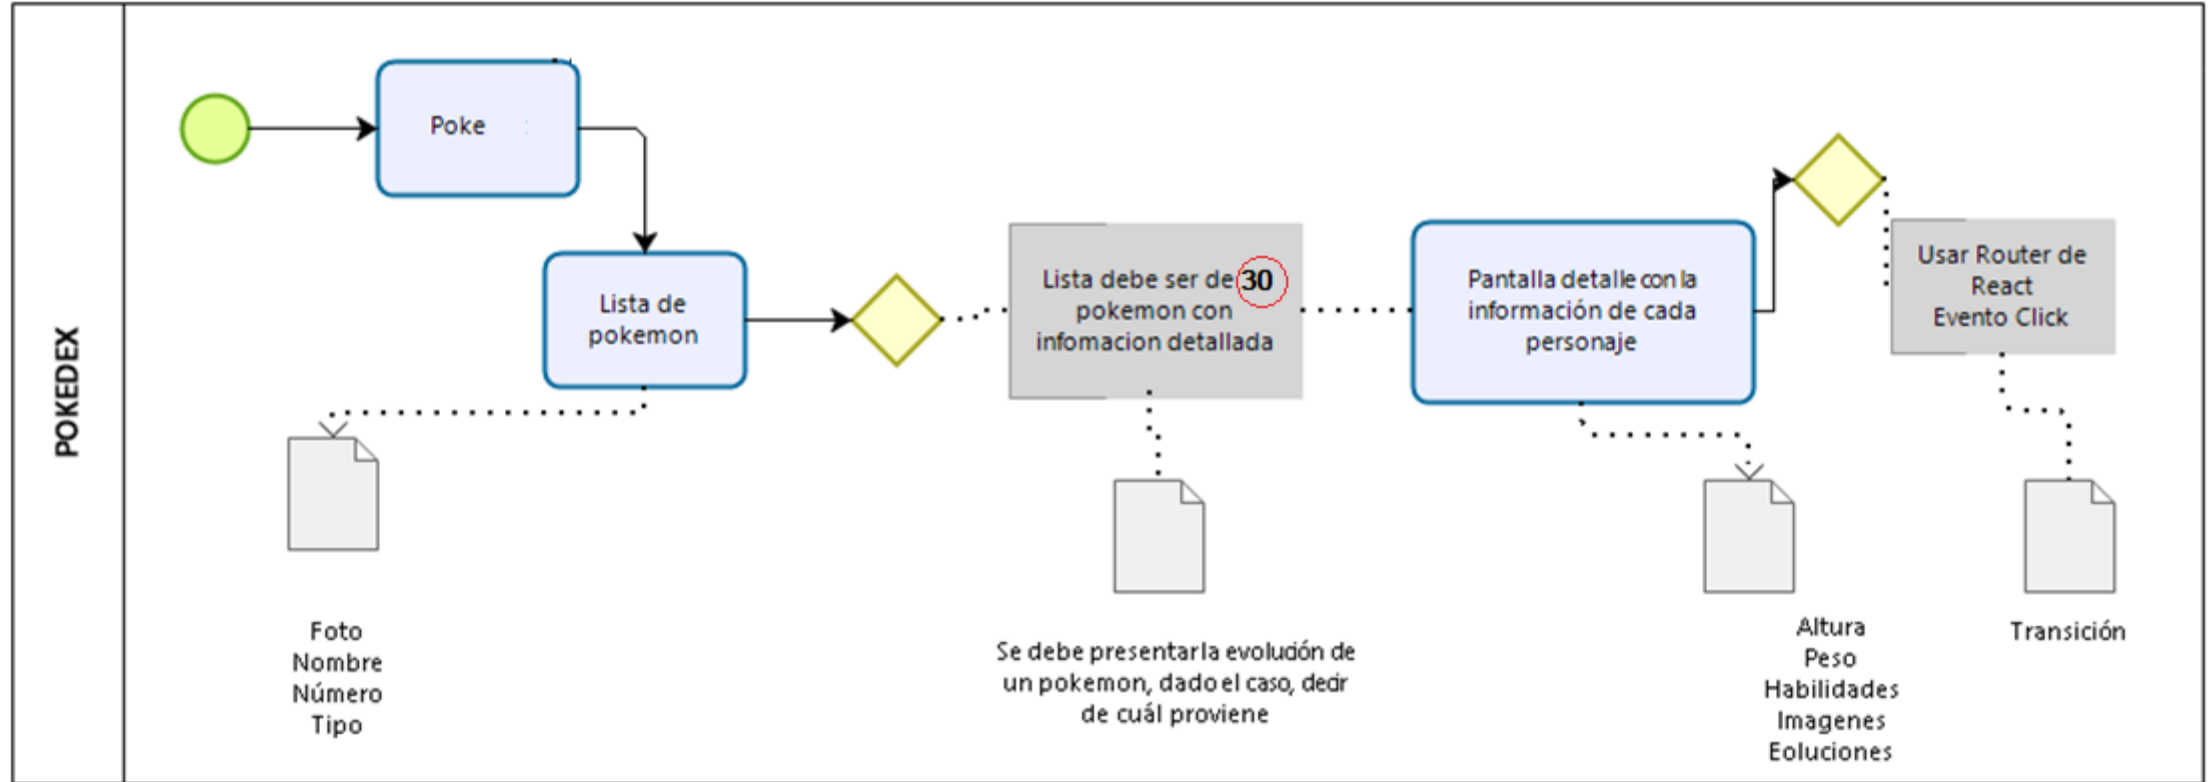 POKEDEX
Poke
Lista de
pokemon
Lista debe ser de 30
pokemon con
infomacion detallada
Pantalla detalle con la
información de cada
personaje
Usar Router de
React
Evento Click
Foto
Nombre
Número
Tipo
Se debe presentar la evolución de
un pokemon, dado el caso, decir
de cuál proviene
Altura
Peso
Habilidades
Imagenes
Eoluciones
Transición